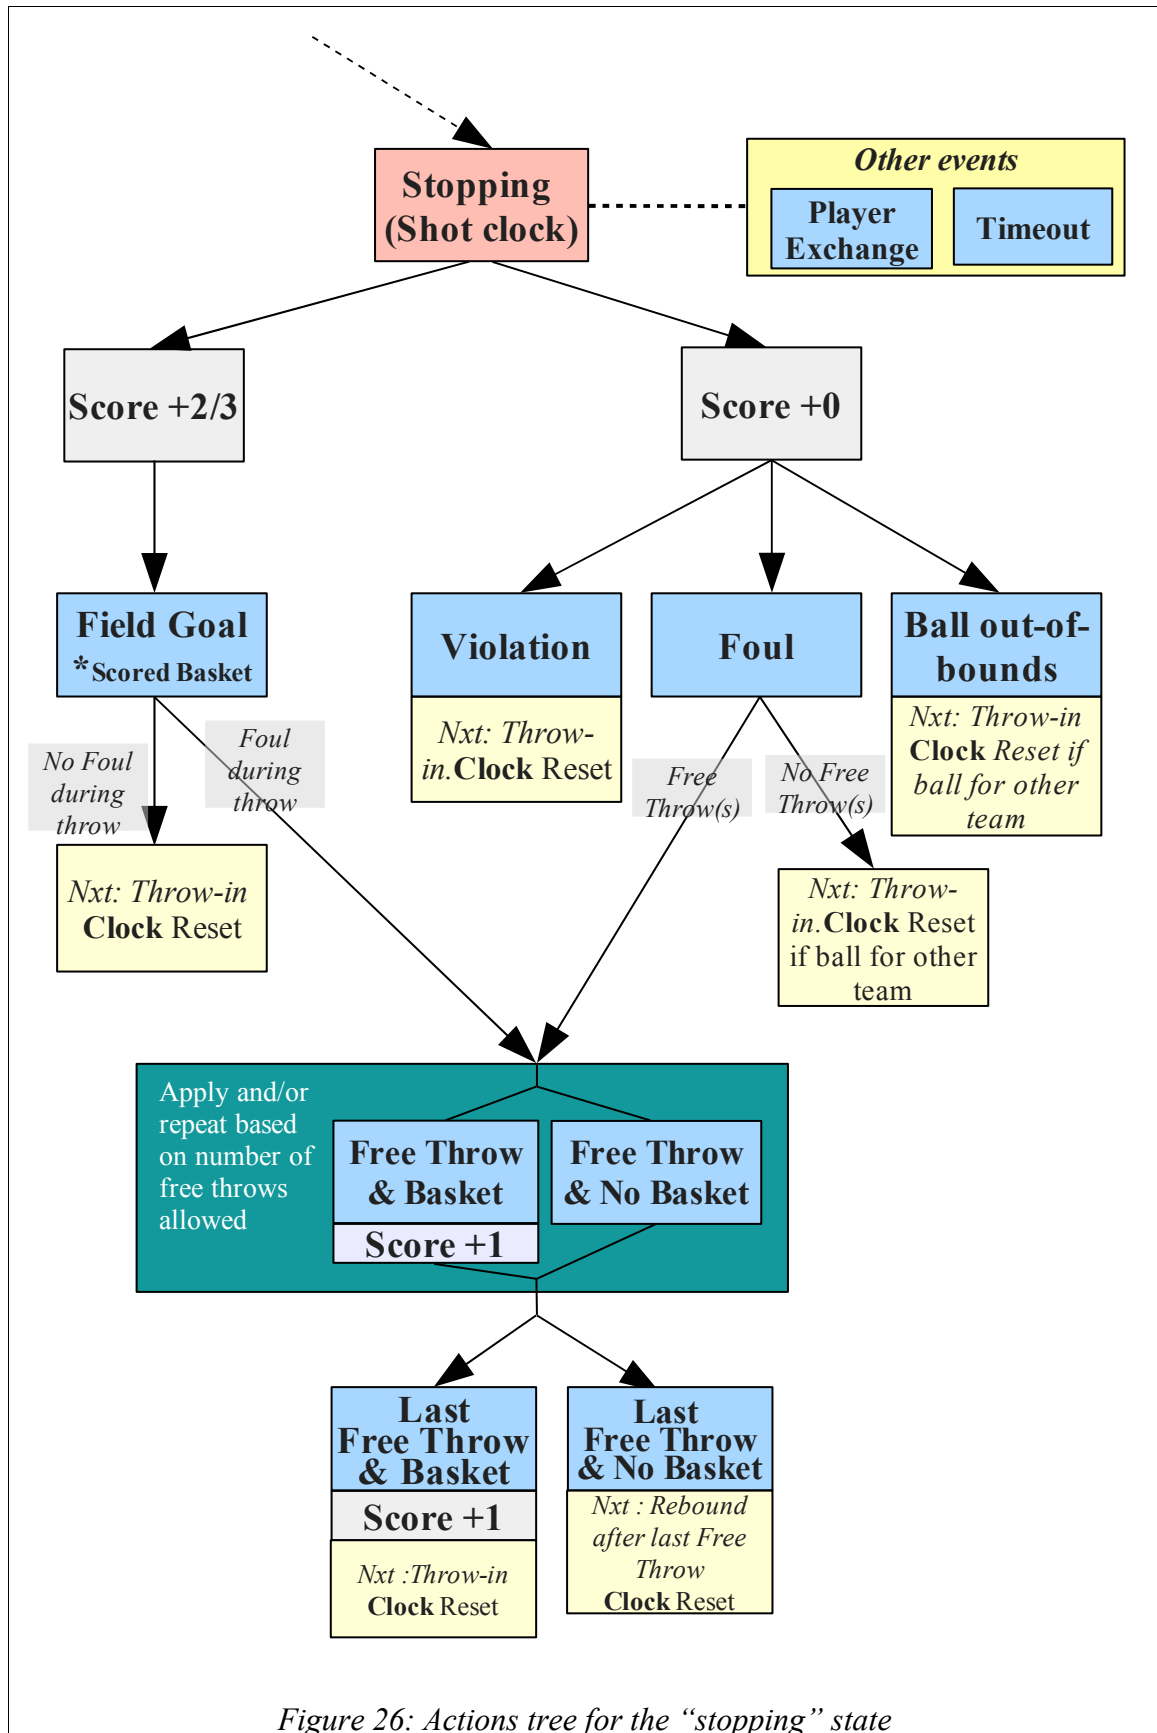 Stopping
(Shot clock)
Other events
Player
Exchange
Timeout
Score +2/3
Score +0
Field Goal
*Scored Basket
Violation
Nxt: Throw-
in.Clock Reset
Foul
Ball out-of-
bounds
Nxt: Throw-in
Clock Reset if
ball for other
team
No Foul
during
throw
Foul
during
throw
Free
Throw(s)
No Free
Throw(s)
Nxt: Throw-in
Clock Reset
Nxt: Throw-
in.Clock Reset
if ball for other
team
Apply and/or
repeat based
on number of
free throws
allowed
Free Throw
& Basket
Score +1
Free Throw
& No Basket
Last
Free Throw
& Basket
Score +1
Nxt :Throw-in
Clock Reset
Last
Free Throw
& No Basket
Nxt : Rebound
after last Free
Throw
Clock Reset
Figure 26: Actions tree for the “stopping” state